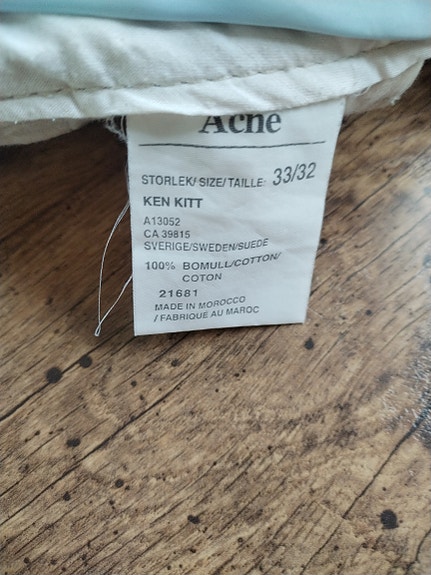 Acne
STORLEK/ SIZE/TAILLE: 33/32
KEN KITT
A13052
CA 39815
SVERIGE/SWEDEN/SUEDE
100% BOMULL/COTTON/
COTON
21681
MADE IN MOROCCO
/ FABRIQUE AU MAROC